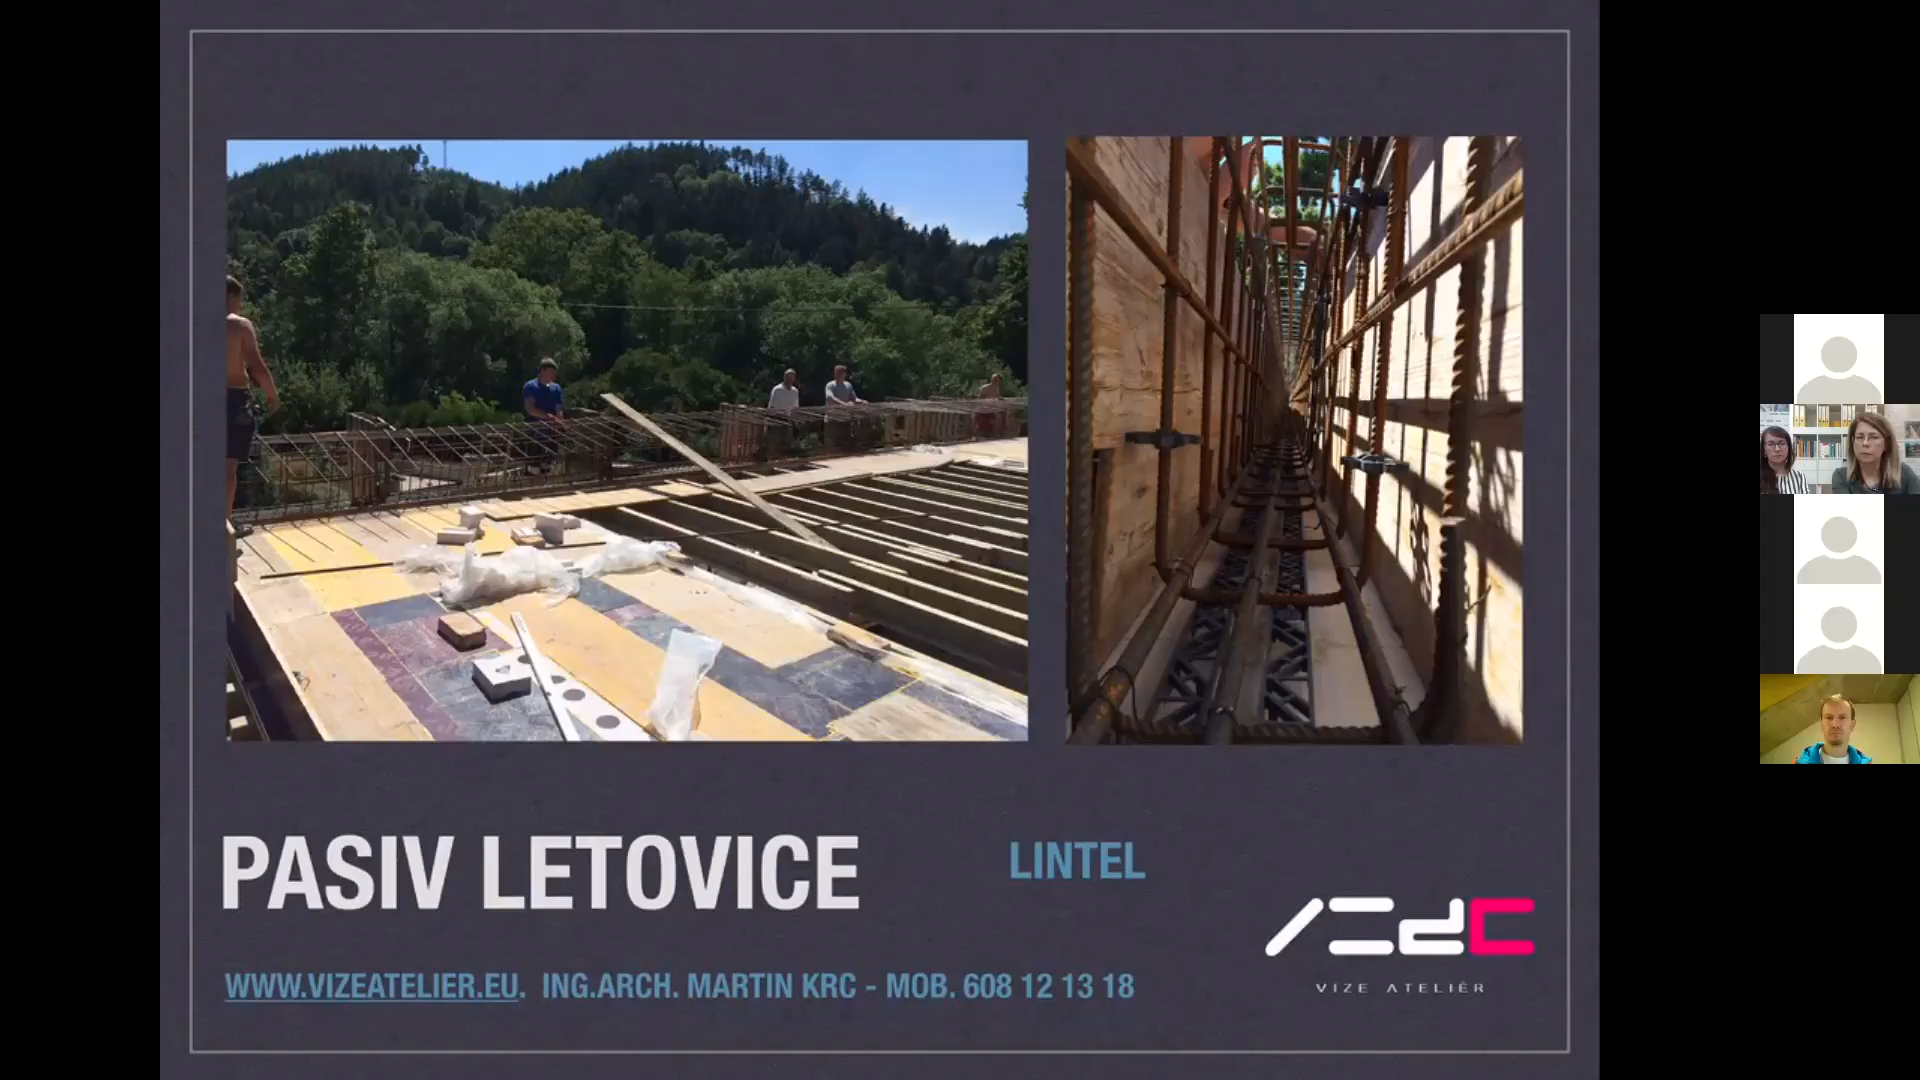 PASIV LETOVICE
LINTEL
WWW.VIZEATELIER.EU. ING.ARCH. MARTIN KRC - MOB. 608 12 13 18
VIZE ATELIÉR